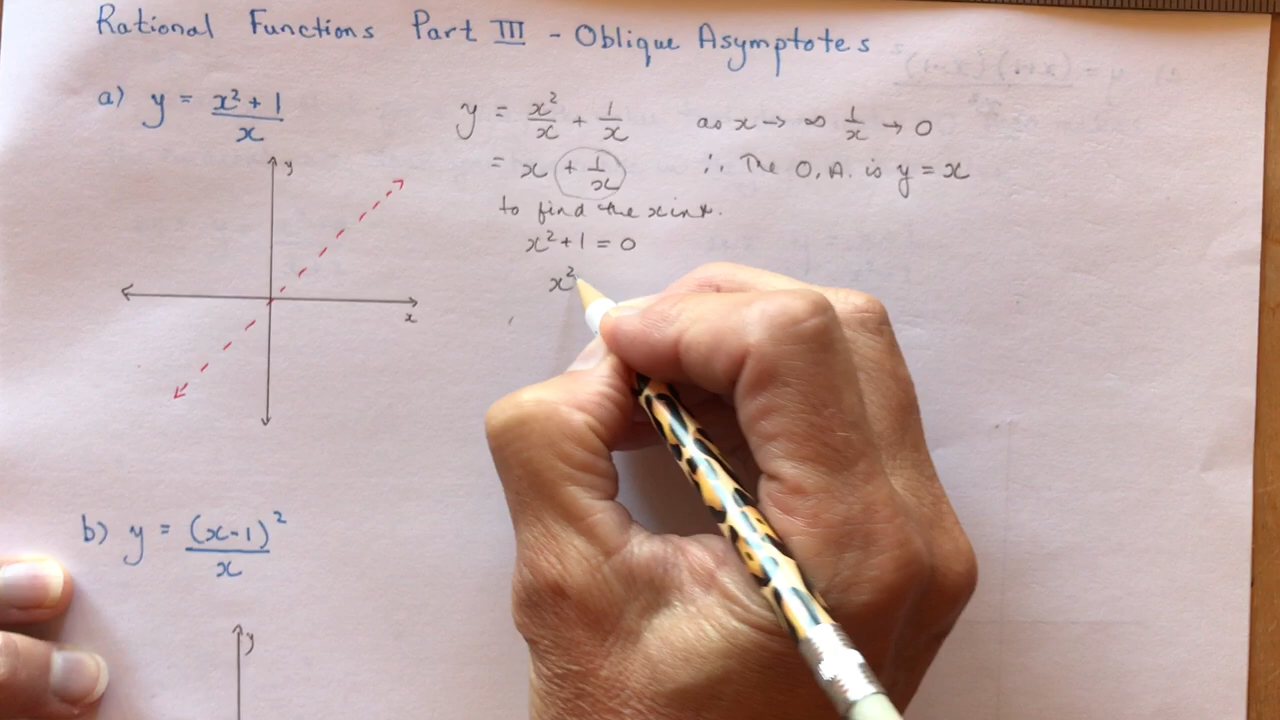 Rational Functions Part III - Oblique Asymptotes
a) y = x² + 1 / x
y = x²/x + 1/x
as x → ∞ 1/x → 0
= x + 1/x
∴ The O.A. is y = x
to find the x int.
x² + 1 = 0
x²
y
x
b) y = (x-1)² / x
y